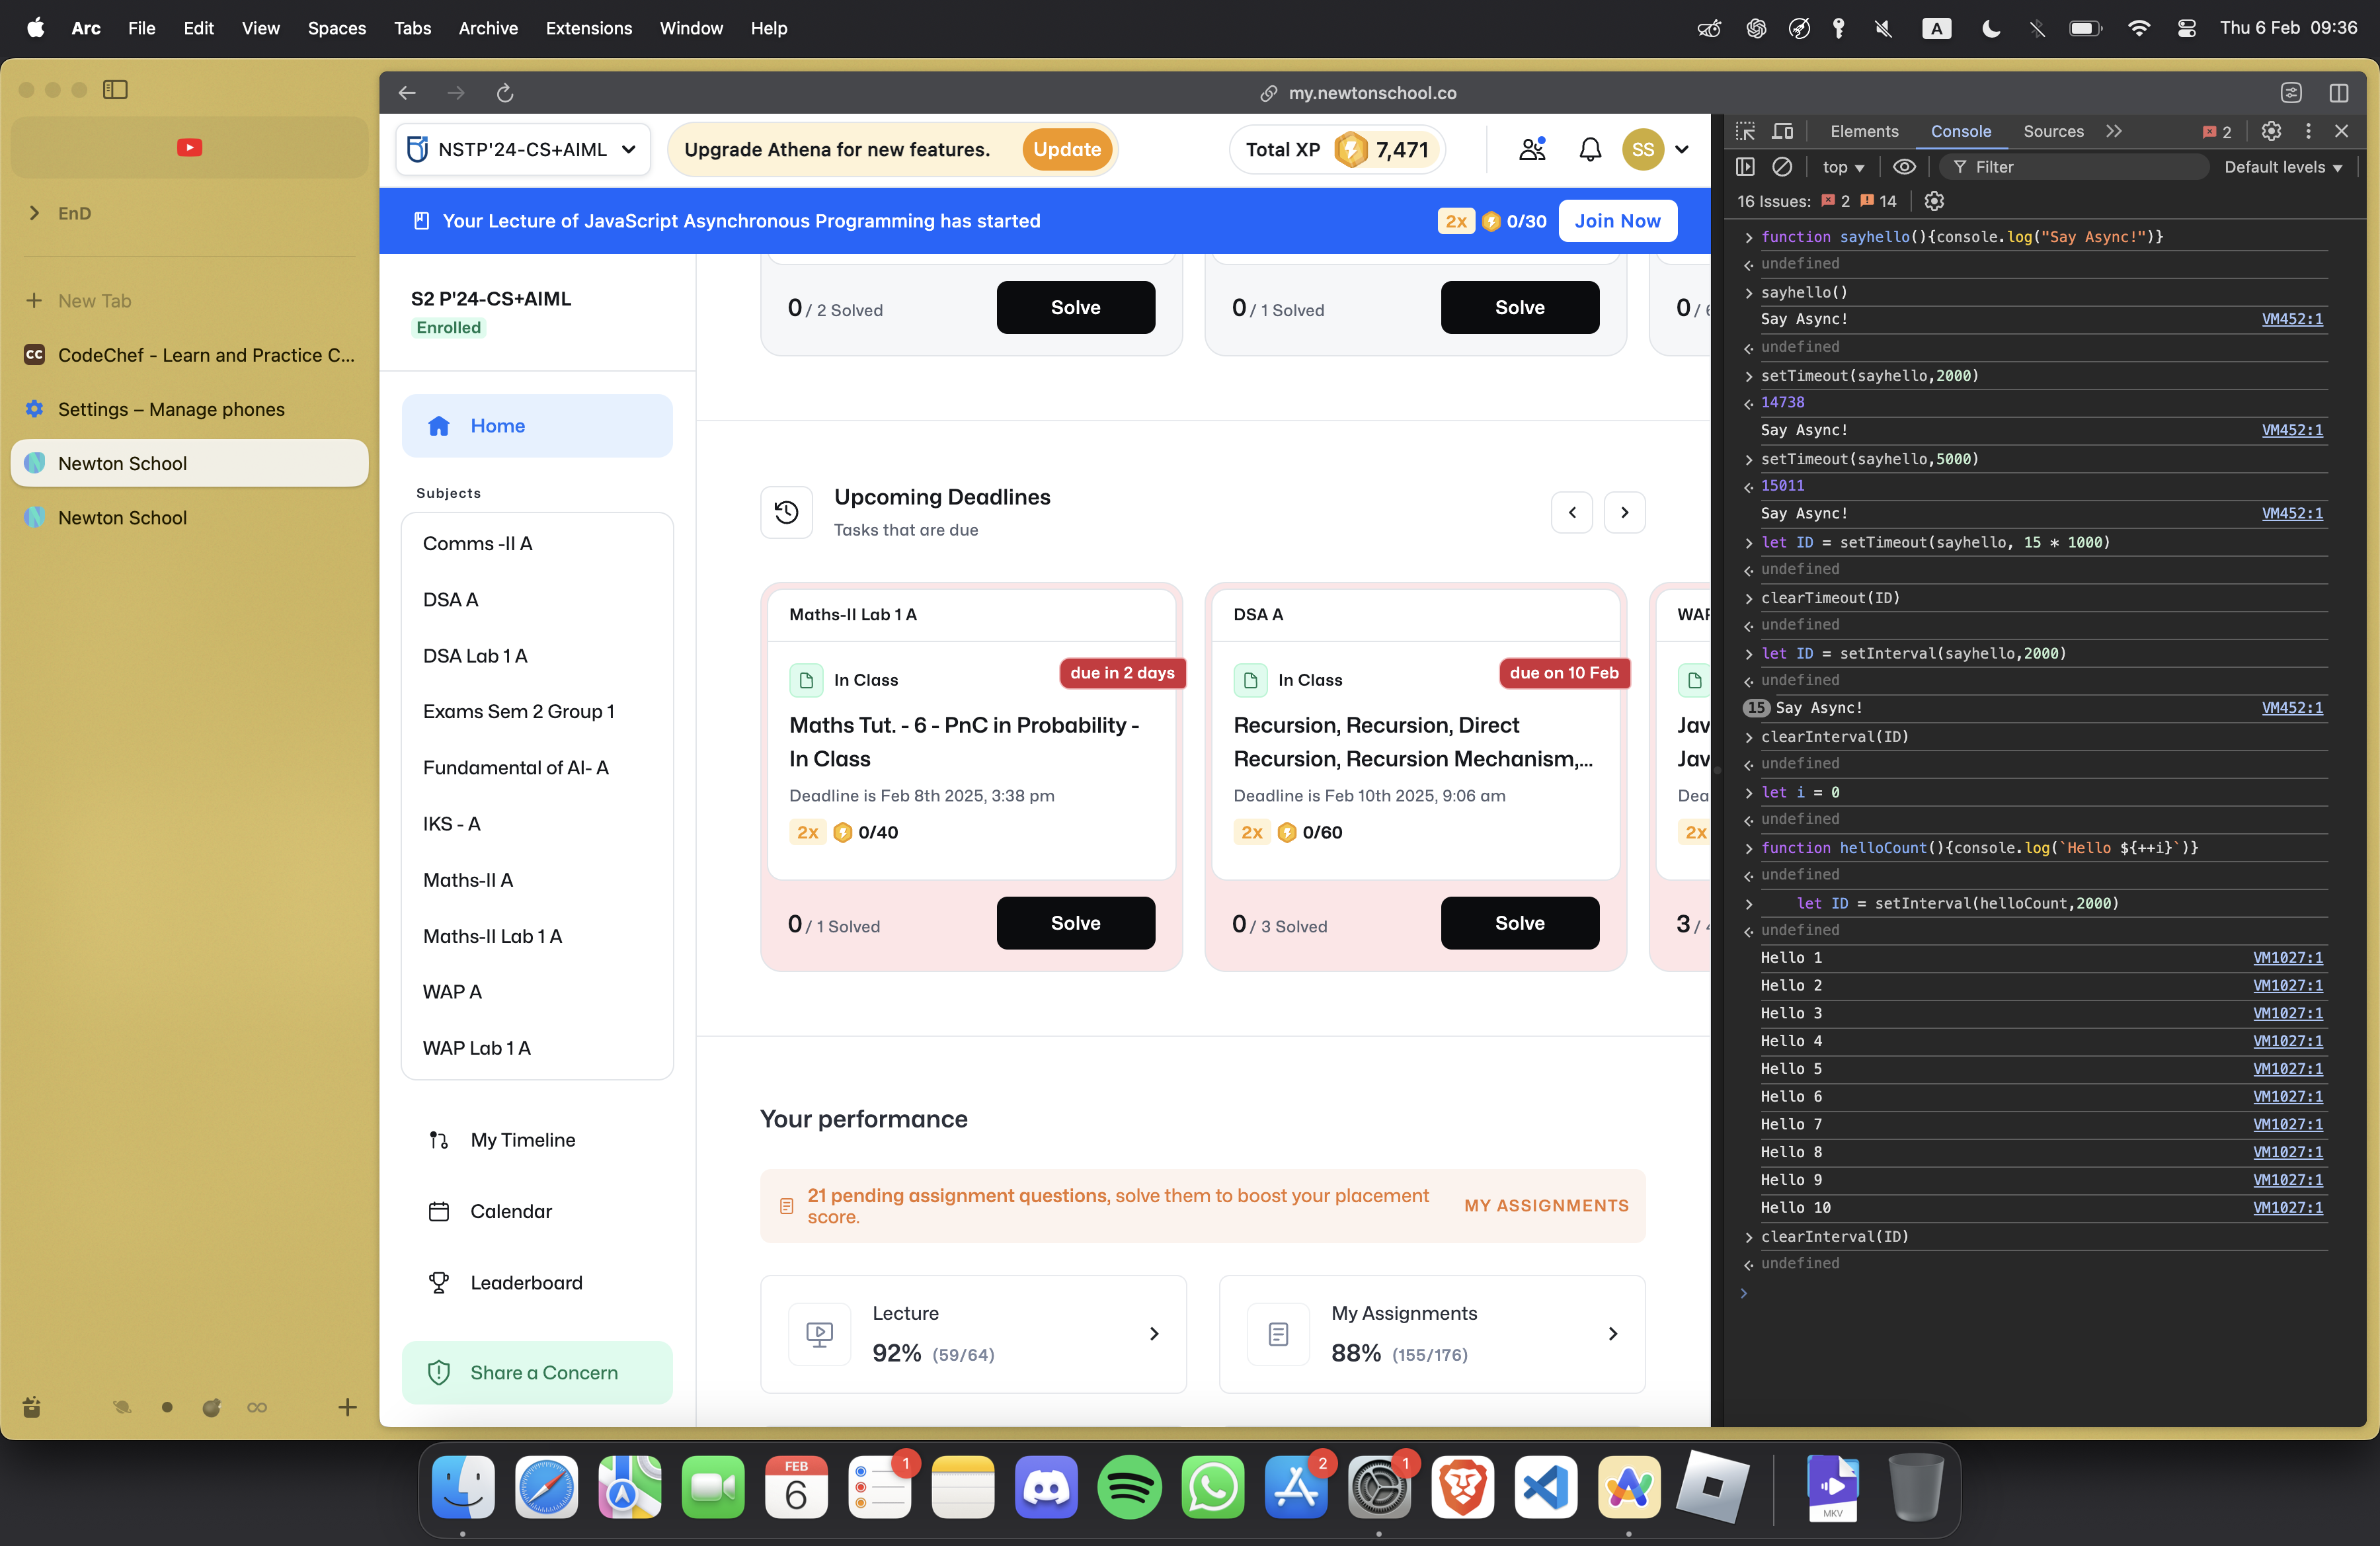 Arc File Edit View Spaces Tabs Archive Extensions Window Help
A
Thu 6 Feb 09:36
EnD
New Tab
CC CodeChef - Learn and Practice C...
Settings – Manage phones
Newton School
Newton School
my.newtonschool.co
NSTP'24-CS+AIML
Upgrade Athena for new features. Update
Total XP 7,471
SS
Your Lecture of JavaScript Asynchronous Programming has started
2x 0/30 Join Now
S2 P'24-CS+AIML
Enrolled
Home
Subjects
Comms -II A
DSA A
DSA Lab 1 A
Exams Sem 2 Group 1
Fundamental of AI- A
IKS - A
Maths-II A
Maths-II Lab 1 A
WAP A
WAP Lab 1 A
My Timeline
Calendar
Leaderboard
Share a Concern
0 / 2 Solved Solve
0 / 1 Solved Solve
0 /
Upcoming Deadlines
Tasks that are due
Maths-II Lab 1 A
In Class
due in 2 days
Maths Tut. - 6 - PnC in Probability -
In Class
Deadline is Feb 8th 2025, 3:38 pm
2x 0/40
0 / 1 Solved Solve
DSA A
In Class
due on 10 Feb
Recursion, Recursion, Direct
Recursion, Recursion Mechanism,...
Deadline is Feb 10th 2025, 9:06 am
2x 0/60
0 / 3 Solved Solve
WAP
Jav
Jav
Dea
2x
3 /
Your performance
21 pending assignment questions, solve them to boost your placement
score.
MY ASSIGNMENTS
Lecture
92% (59/64)
My Assignments
88% (155/176)
Elements Console Sources 2
top Filter Default levels
16 Issues: 2 14
function sayhello(){console.log("Say Async!")}
undefined
sayhello()
Say Async! VM452:1
undefined
setTimeout(sayhello,2000)
14738
Say Async! VM452:1
setTimeout(sayhello,5000)
15011
Say Async! VM452:1
let ID = setTimeout(sayhello, 15 * 1000)
undefined
clearTimeout(ID)
undefined
let ID = setInterval(sayhello,2000)
undefined
15 Say Async! VM452:1
clearInterval(ID)
undefined
let i = 0
undefined
function helloCount(){console.log(`Hello ${++i}`)}
undefined
let ID = setInterval(helloCount,2000)
undefined
Hello 1 VM1027:1
Hello 2 VM1027:1
Hello 3 VM1027:1
Hello 4 VM1027:1
Hello 5 VM1027:1
Hello 6 VM1027:1
Hello 7 VM1027:1
Hello 8 VM1027:1
Hello 9 VM1027:1
Hello 10 VM1027:1
clearInterval(ID)
undefined
FEB
6
1
2
1
MKV